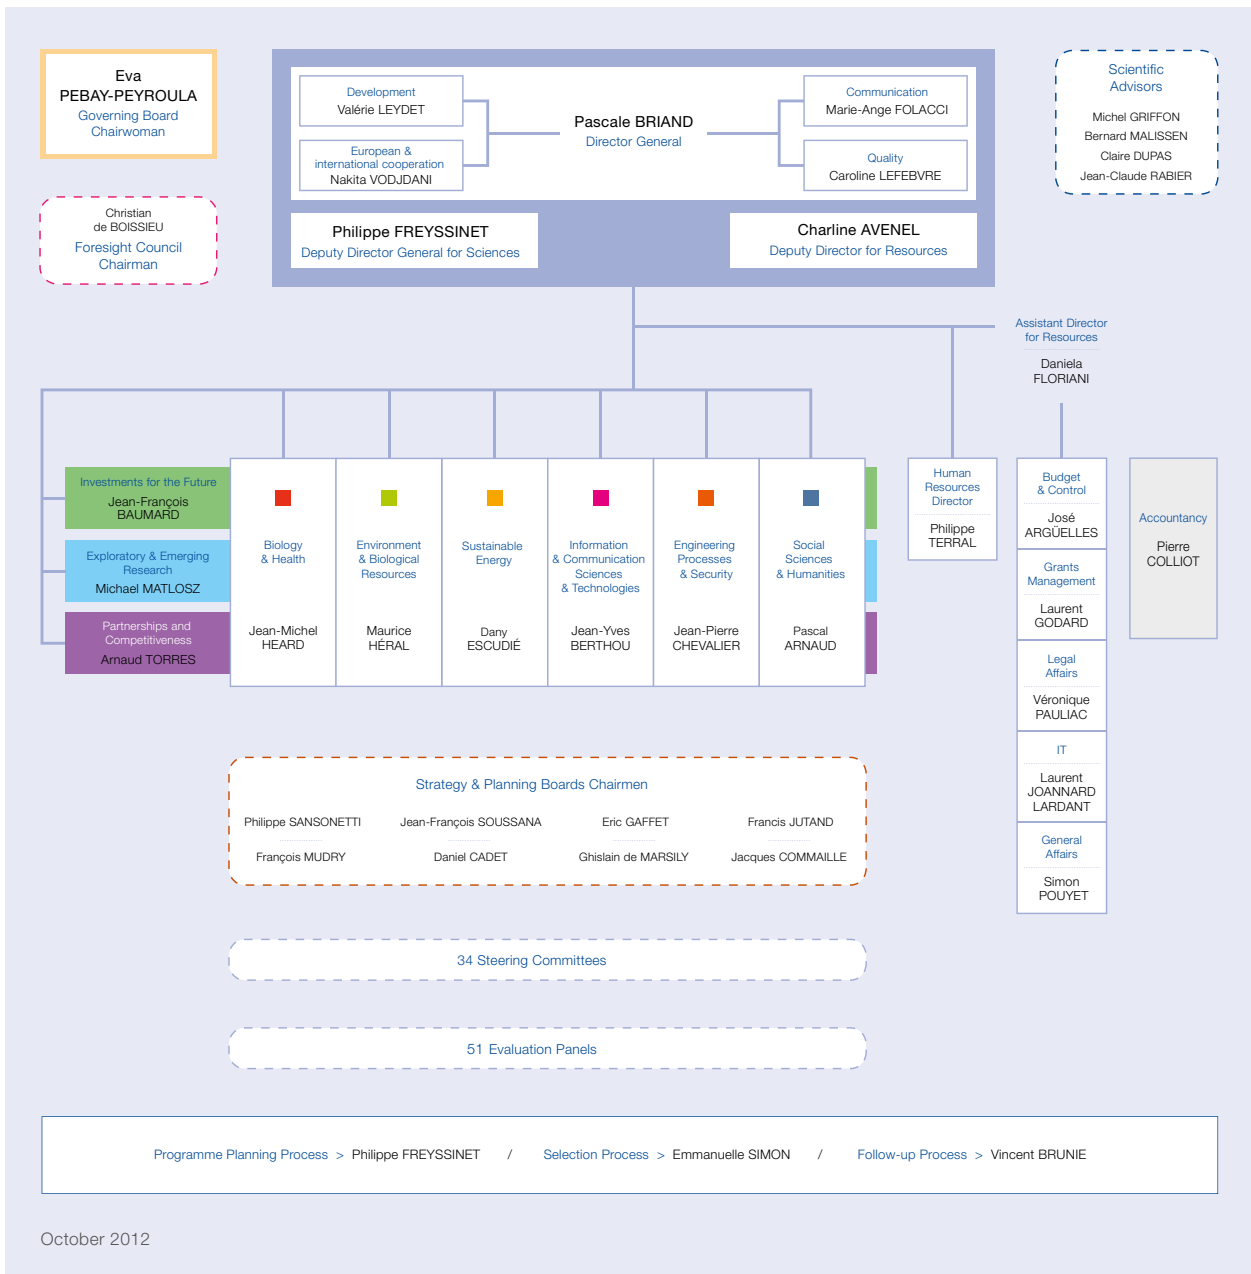 Eva
PEBAY-PEYROULA
Governing Board
Chairwoman
Christian
de BOISSIEU
Foresight Council
Chairman
Development
Valérie LEYDET
European &
international cooperation
Nakita VODJDANI
Pascale BRIAND
Director General
Communication
Marie-Ange FOLACCI
Quality
Caroline LEFEBVRE
Philippe FREYSSINET
Deputy Director General for Sciences
Charline AVENEL
Deputy Director for Resources
Scientific
Advisors
Michel GRIFFON
Bernard MALISSEN
Claire DUPAS
Jean-Claude RABIER
Assistant Director
for Resources
Daniela
FLORIANI
Investments for the Future
Jean-François
BAUMARD
Exploratory & Emerging
Research
Michael MATLOSZ
Partnerships and
Competitiveness
Arnaud TORRES
Biology
& Health
Jean-Michel
HEARD
Environment
& Biological
Resources
Maurice
HÉRAL
Sustainable
Energy
Dany
ESCUDIÉ
Information
& Communication
Sciences
& Technologies
Jean-Yves
BERTHOU
Engineering
Processes
& Security
Jean-Pierre
CHEVALIER
Social
Sciences
& Humanities
Pascal
ARNAUD
Human
Resources
Director
Philippe
TERRAL
Budget
& Control
José
ARGÜELLES
Grants
Management
Laurent
GODARD
Legal
Affairs
Véronique
PAULIAC
IT
Laurent
JOANNARD
LARDANT
General
Affairs
Simon
POUYET
Accountancy
Pierre
COLLIOT
Strategy & Planning Boards Chairmen
Philippe SANSONETTI Jean-François SOUSSANA Eric GAFFET Francis JUTAND
François MUDRY Daniel CADET Ghislain de MARSILY Jacques COMMAILLE
34 Steering Committees
51 Evaluation Panels
Programme Planning Process > Philippe FREYSSINET / Selection Process > Emmanuelle SIMON / Follow-up Process > Vincent BRUNIE
October 2012